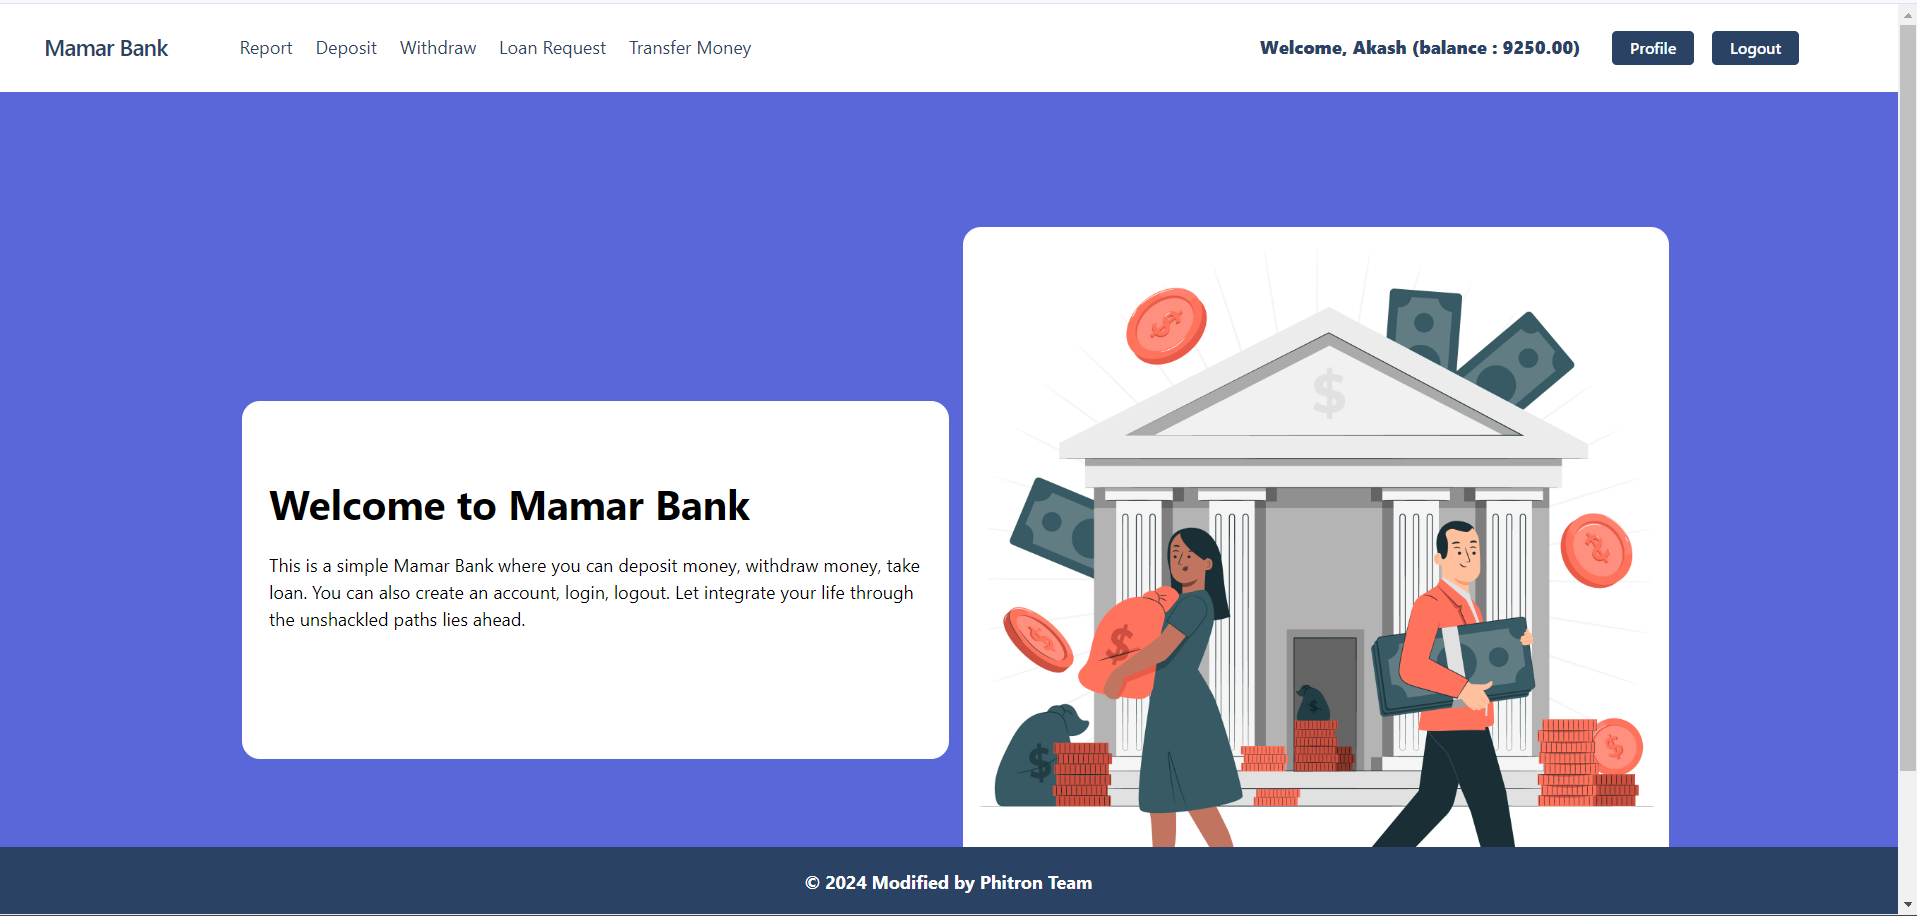 Mamar Bank
Report
Deposit
Withdraw
Loan Request
Transfer Money
Welcome, Akash (balance : 9250.00)
Profile
Logout
Welcome to Mamar Bank
This is a simple Mamar Bank where you can deposit money, withdraw money, take
loan. You can also create an account, login, logout. Let integrate your life through
the unshackled paths lies ahead.
$
$
$
$
$
$
$
$
$
© 2024 Modified by Phitron Team